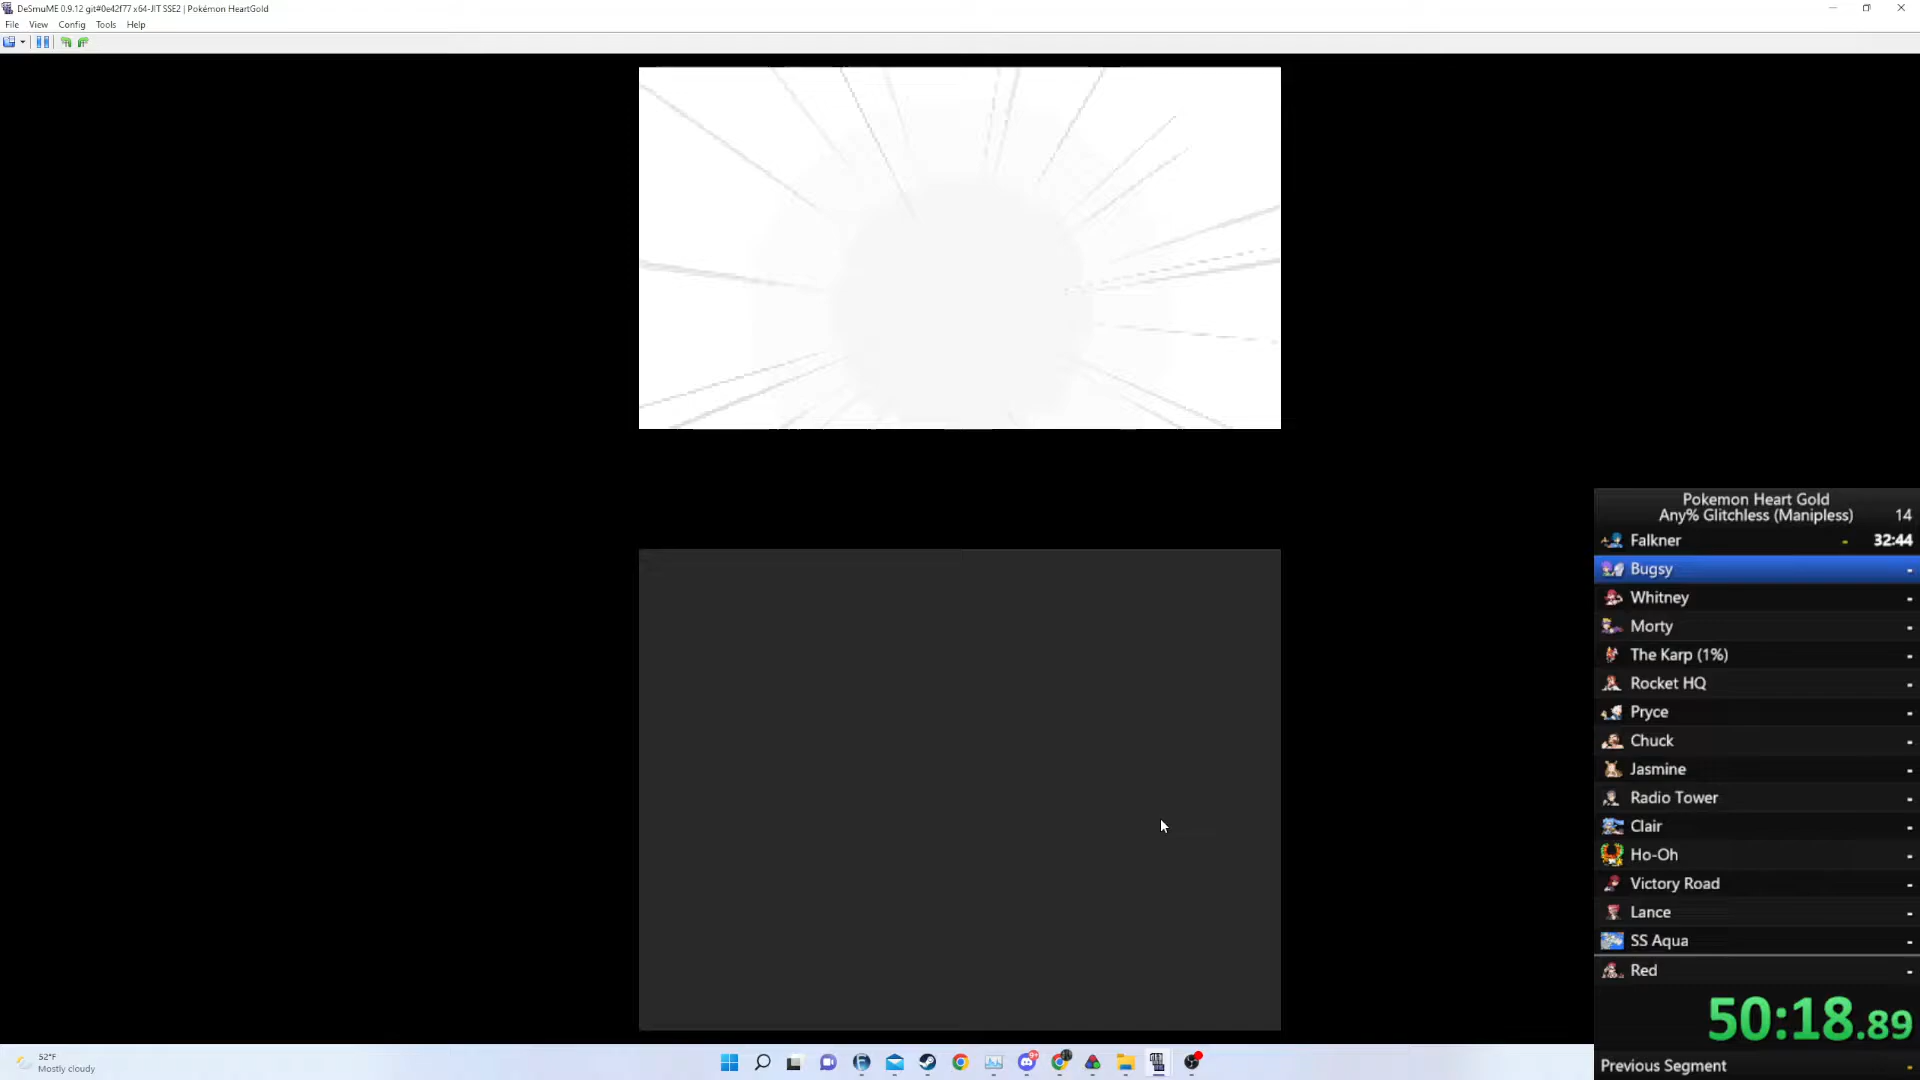 DeSmuME 0.9.12 git#0e42f77 x64-JIT SSE2 | Pokémon HeartGold
File View Config Tools Help
Pokemon Heart Gold
Any% Glitchless (Manipless) 14
Falkner - 32:44
Bugsy -
Whitney -
Morty -
The Karp (1%) -
Rocket HQ -
Pryce -
Chuck -
Jasmine -
Radio Tower -
Clair -
Ho-Oh -
Victory Road -
Lance -
SS Aqua -
Red -
50:18.89
Previous Segment -
52°F
Mostly cloudy